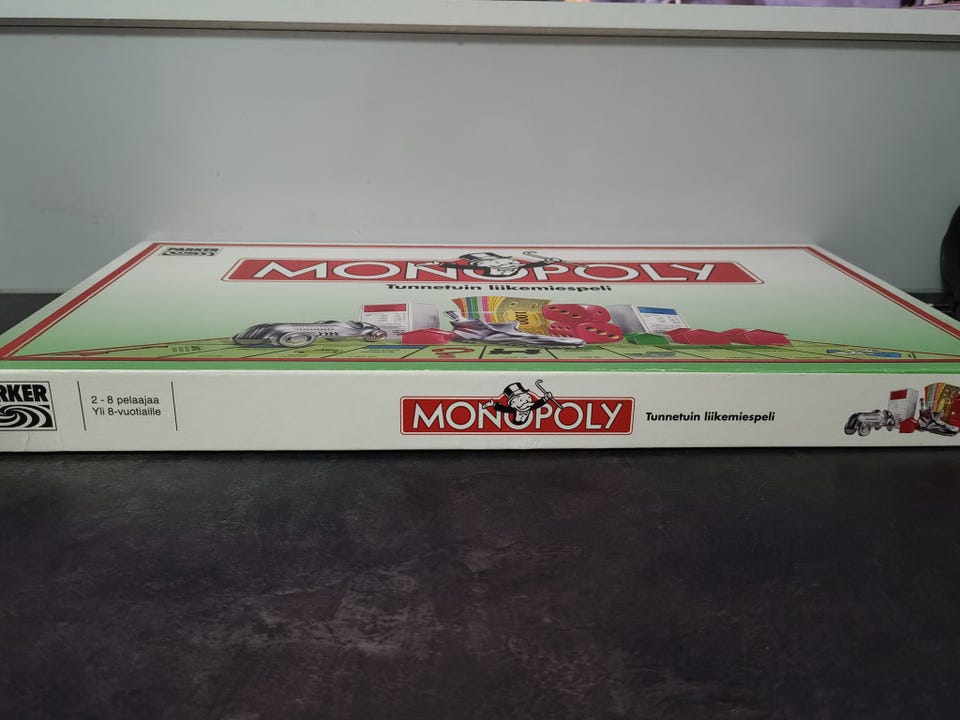 PARKER
MONOPOLY
Tunnetuin liikemiespeli
RKER
2 - 8 pelaajaa
Yli 8-vuotiaille
MONOPOLY
Tunnetuin liikemiespeli